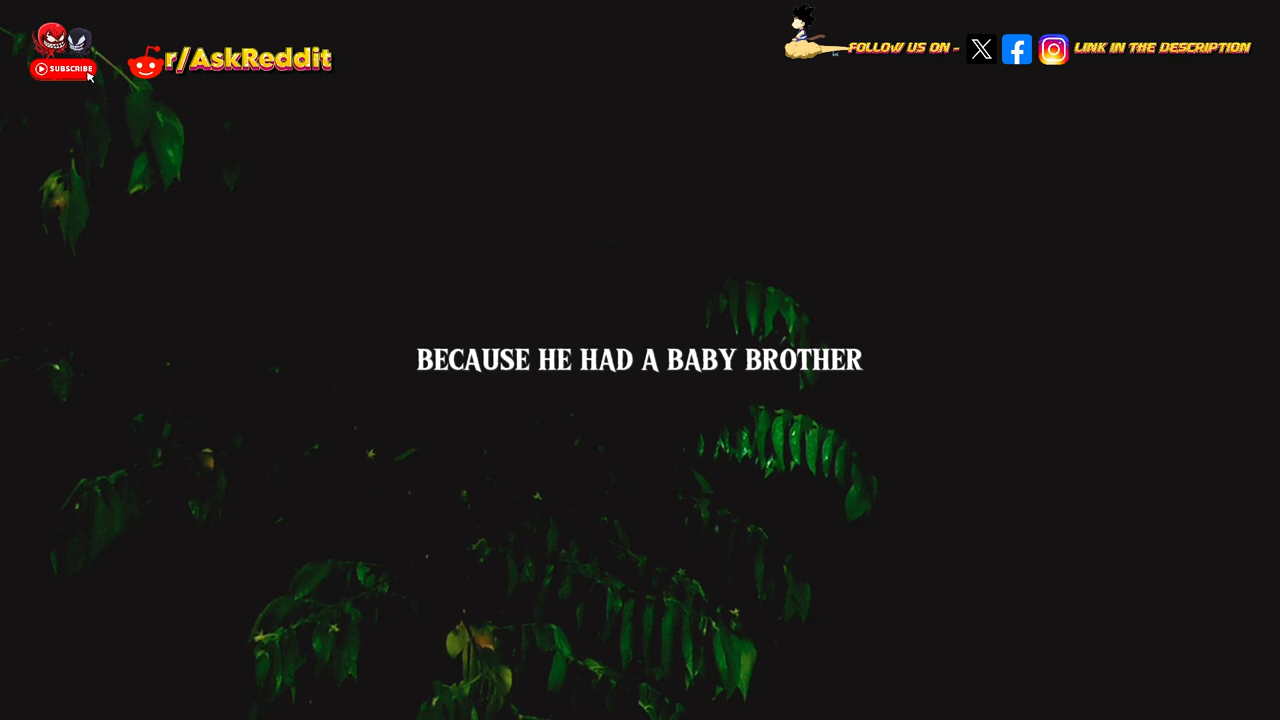 SUBSCRIBE
r/AskReddit
FOLLOW US ON -
LINK IN THE DESCRIPTION
BECAUSE HE HAD A BABY BROTHER